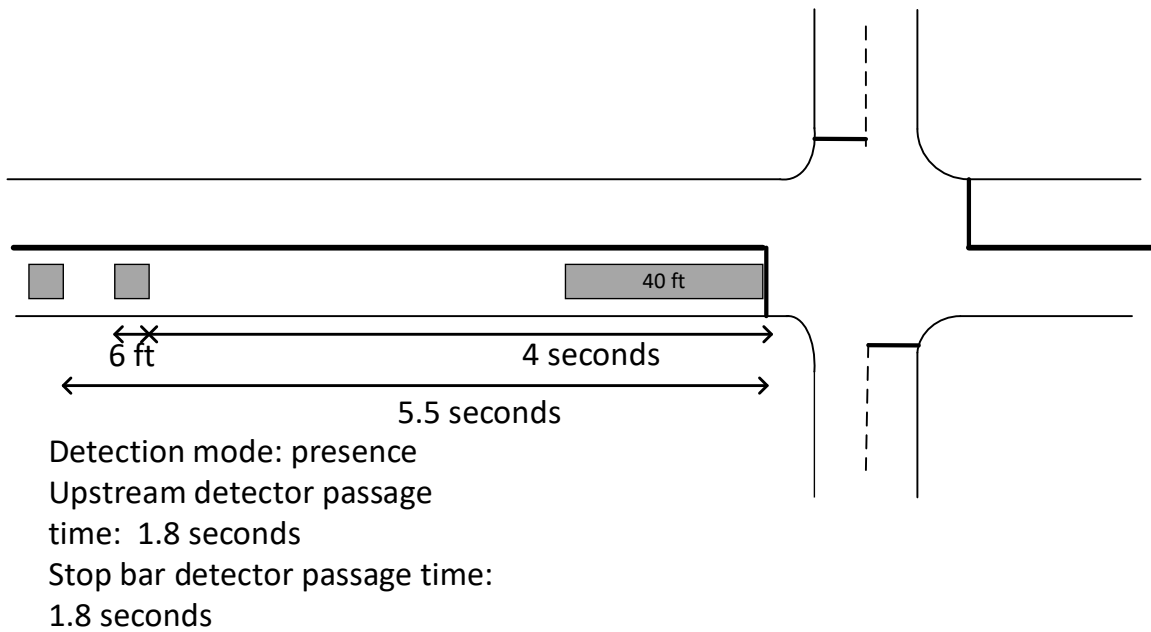 40 ft
6 ft
4 seconds
5.5 seconds
Detection mode: presence
Upstream detector passage
time:  1.8 seconds
Stop bar detector passage time:
1.8 seconds